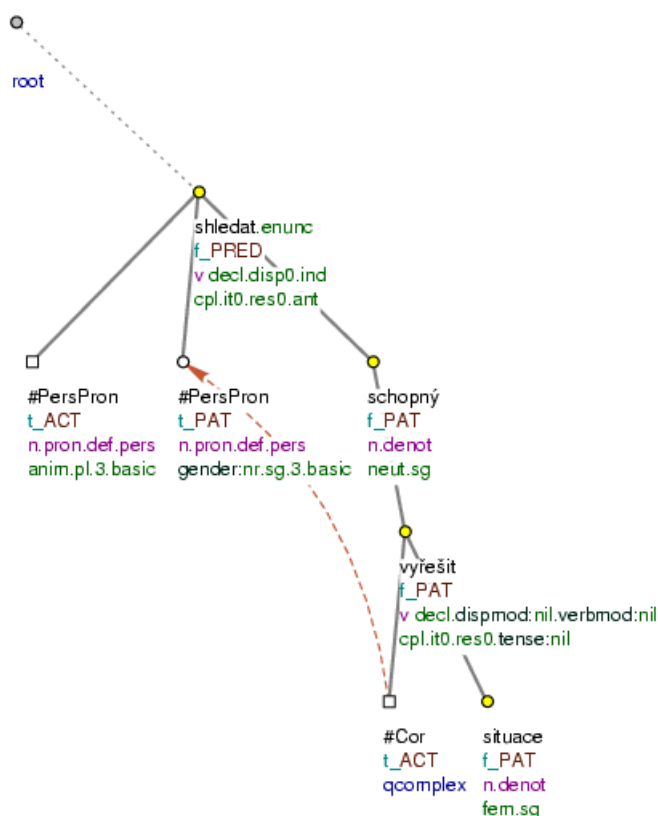 root
shledat.enunc
f_PRED
v decl.disp0.ind
cpl.it0.res0.ant
#PersPron
t_ACT
n.pron.def.pers
anim.pl.3.basic
#PersPron
t_PAT
n.pron.def.pers
gender:nr.sg.3.basic
schopný
f_PAT
n.denot
neut.sg
vyřešit
f_PAT
v decl.dispmod:nil.verbmod:nil
cpl.it0.res0.tense:nil
#Cor
t_ACT
qcomplex
situace
f_PAT
n.denot
fem.sg